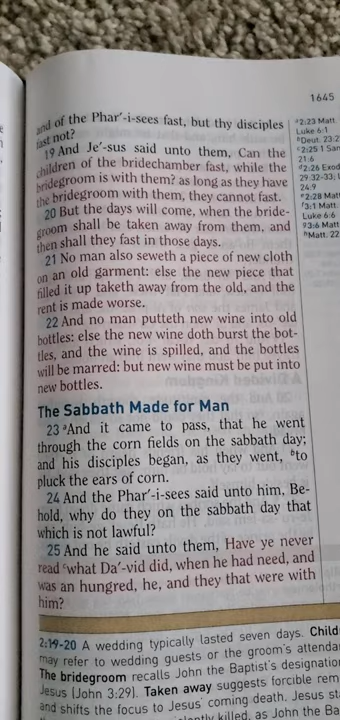 1645
and of the Phar′-i-sees fast, but thy disciples
fast not?
19 And Je′-sus said unto them, Can the
children of the bridechamber fast, while the
bridegroom is with them? as long as they have
the bridegroom with them, they cannot fast.
20 But the days will come, when the bride-
groom shall be taken away from them, and
then shall they fast in those days.
21 No man also seweth a piece of new cloth
on an old garment: else the new piece that
filled it up taketh away from the old, and the
rent is made worse.
22 And no man putteth new wine into old
bottles: else the new wine doth burst the bot-
tles, and the wine is spilled, and the bottles
will be marred: but new wine must be put into
new bottles.
The Sabbath Made for Man
23 ᵃAnd it came to pass, that he went
through the corn fields on the sabbath day;
and his disciples began, as they went, ᵇto
pluck the ears of corn.
24 And the Phar′-i-sees said unto him, Be-
hold, why do they on the sabbath day that
which is not lawful?
25 And he said unto them, Have ye never
read ᶜwhat Da′-vid did, when he had need, and
was an hungred, he, and they that were with
him?
ᵃ2:23 Matt.
Luke 6:1
ᵇDeut. 23:2
ᶜ2:25 1 Sam
21:6
ᵈ2:26 Exod
29:32-33; L
24:9
ᵉ2:28 Matt
ᶠ3:1 Matt.
Luke 6:6
ᵍ3:6 Matt
ʰMatt. 22
2:19-20 A wedding typically lasted seven days. Child
may refer to wedding guests or the groom's attenda
The bridegroom recalls John the Baptist's designatio
Jesus (John 3:29). Taken away suggests forcible rem
and shifts the focus to Jesus' coming death. Jesus st
killed, as John the Ba